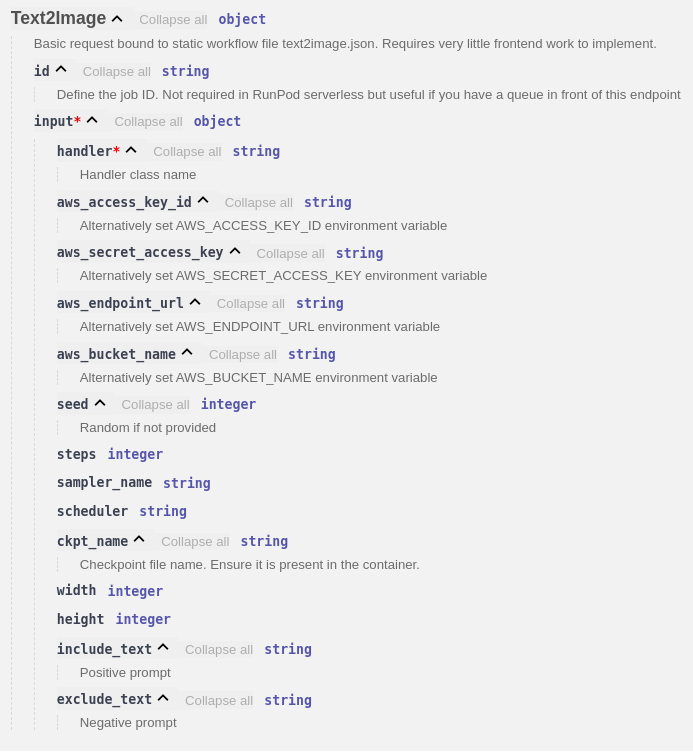 Text2Image Collapse all object
Basic request bound to static workflow file text2image.json. Requires very little frontend work to implement.
id Collapse all string
Define the job ID. Not required in RunPod serverless but useful if you have a queue in front of this endpoint
input* Collapse all object
handler* Collapse all string
Handler class name
aws_access_key_id Collapse all string
Alternatively set AWS_ACCESS_KEY_ID environment variable
aws_secret_access_key Collapse all string
Alternatively set AWS_SECRET_ACCESS_KEY environment variable
aws_endpoint_url Collapse all string
Alternatively set AWS_ENDPOINT_URL environment variable
aws_bucket_name Collapse all string
Alternatively set AWS_BUCKET_NAME environment variable
seed Collapse all integer
Random if not provided
steps integer
sampler_name string
scheduler string
ckpt_name Collapse all string
Checkpoint file name. Ensure it is present in the container.
width integer
height integer
include_text Collapse all string
Positive prompt
exclude_text Collapse all string
Negative prompt